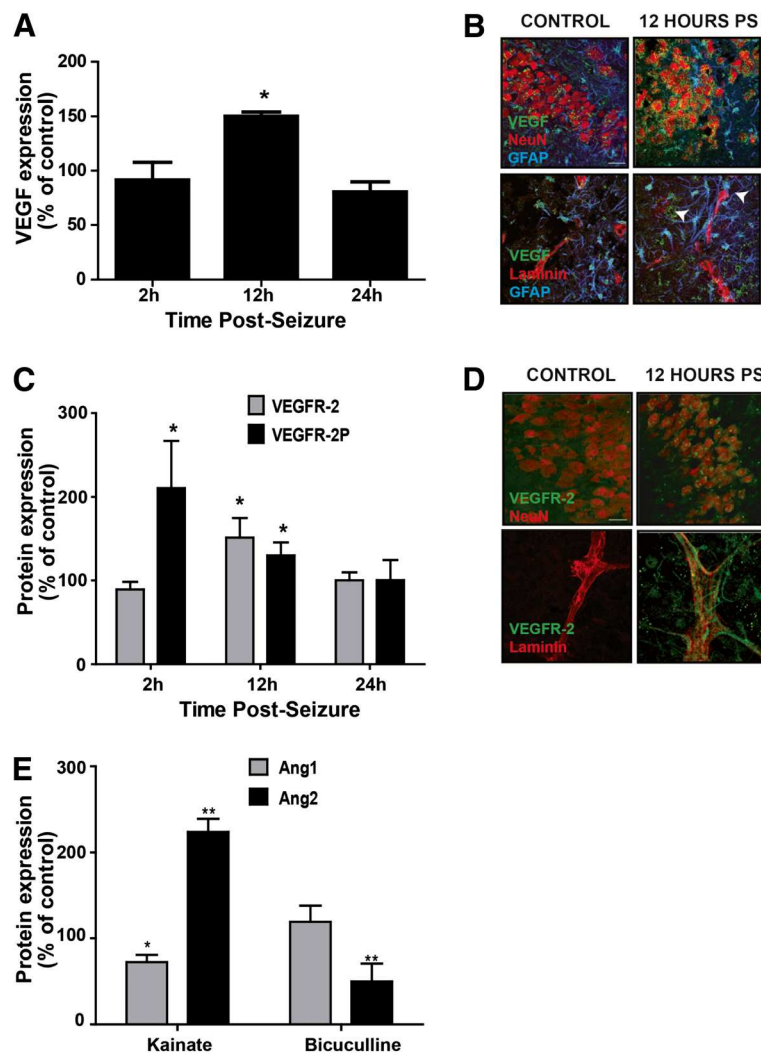 A
VEGF expression
(% of control)
200
150
100
50
0
*
2h 12h 24h
Time Post-Seizure
B
CONTROL 12 HOURS PS
VEGF
NeuN
GFAP
VEGF
Laminin
GFAP
C
Protein expression
(% of control)
300
200
100
0
VEGFR-2
VEGFR-2P
*
*
*
2h 12h 24h
Time Post-Seizure
D
CONTROL 12 HOURS PS
VEGFR-2
NeuN
VEGFR-2
Laminin
E
Protein expression
(% of control)
300
200
100
0
Ang1
Ang2
*
**
**
Kainate Bicuculline